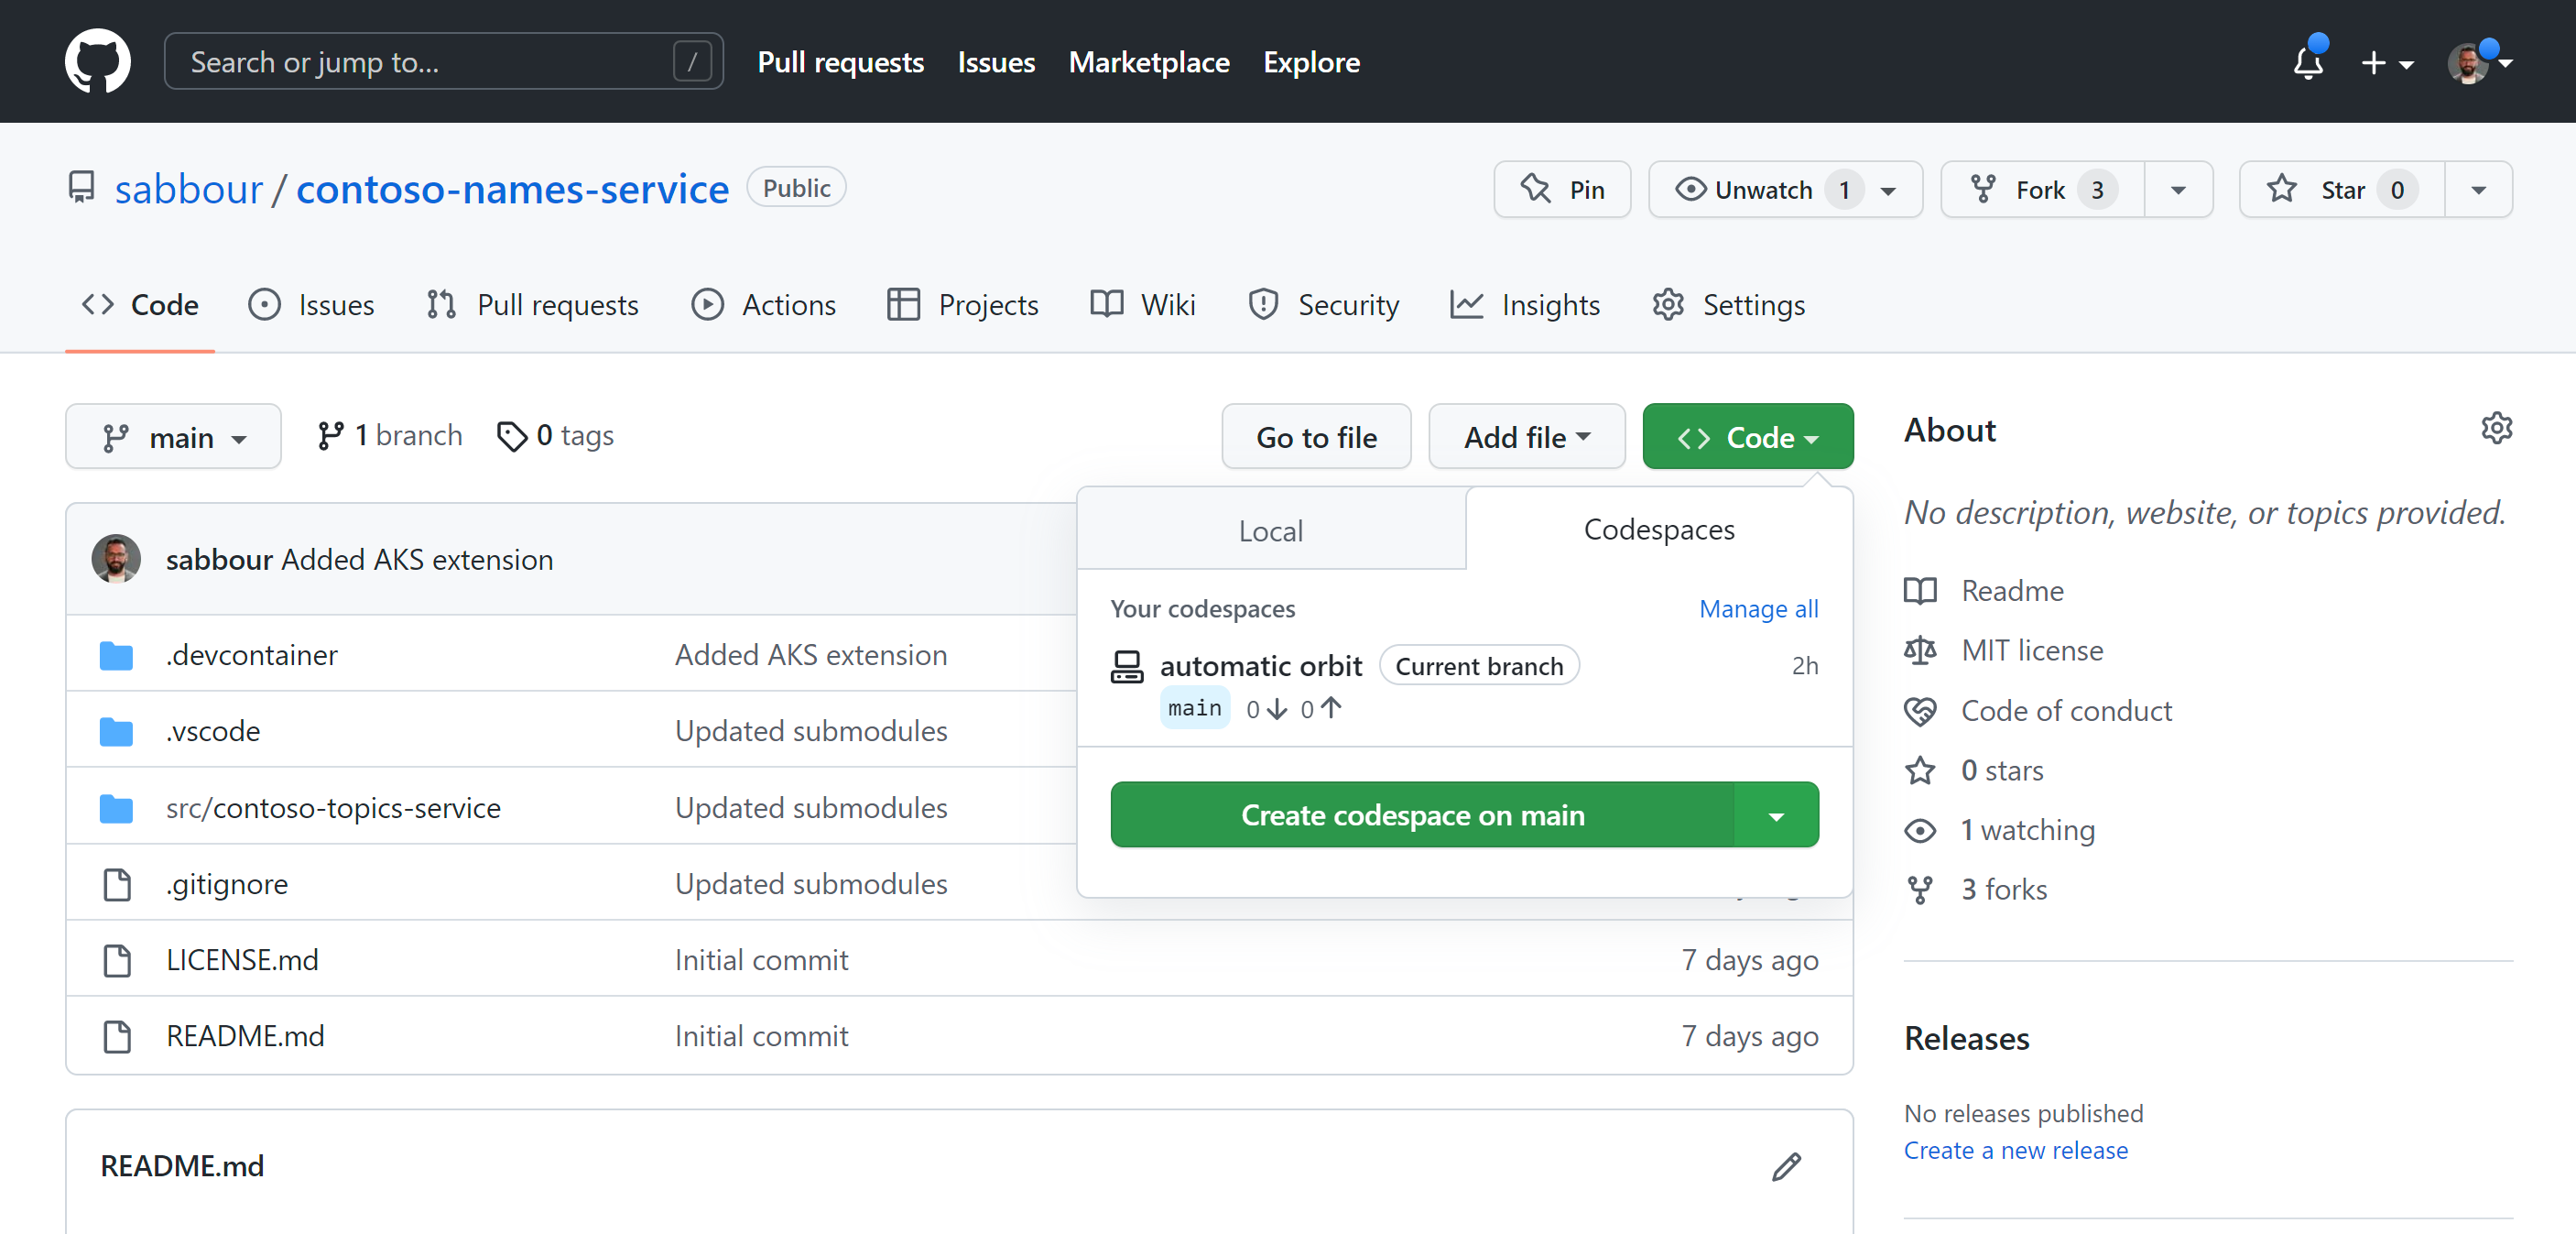 Search or jump to... /
Pull requests Issues Marketplace Explore
sabbour / contoso-names-service Public
Pin Unwatch 1 Fork 3 Star 0
Code Issues Pull requests Actions Projects Wiki Security Insights Settings
main 1 branch 0 tags
Go to file Add file Code
Local Codespaces
Your codespaces Manage all
automatic orbit Current branch 2h
main 0 ↓ 0 ↑
Create codespace on main
sabbour Added AKS extension
.devcontainer Added AKS extension
.vscode Updated submodules
src/contoso-topics-service Updated submodules
.gitignore Updated submodules
LICENSE.md Initial commit 7 days ago
README.md Initial commit 7 days ago
README.md
About
No description, website, or topics provided.
Readme
MIT license
Code of conduct
0 stars
1 watching
3 forks
Releases
No releases published
Create a new release